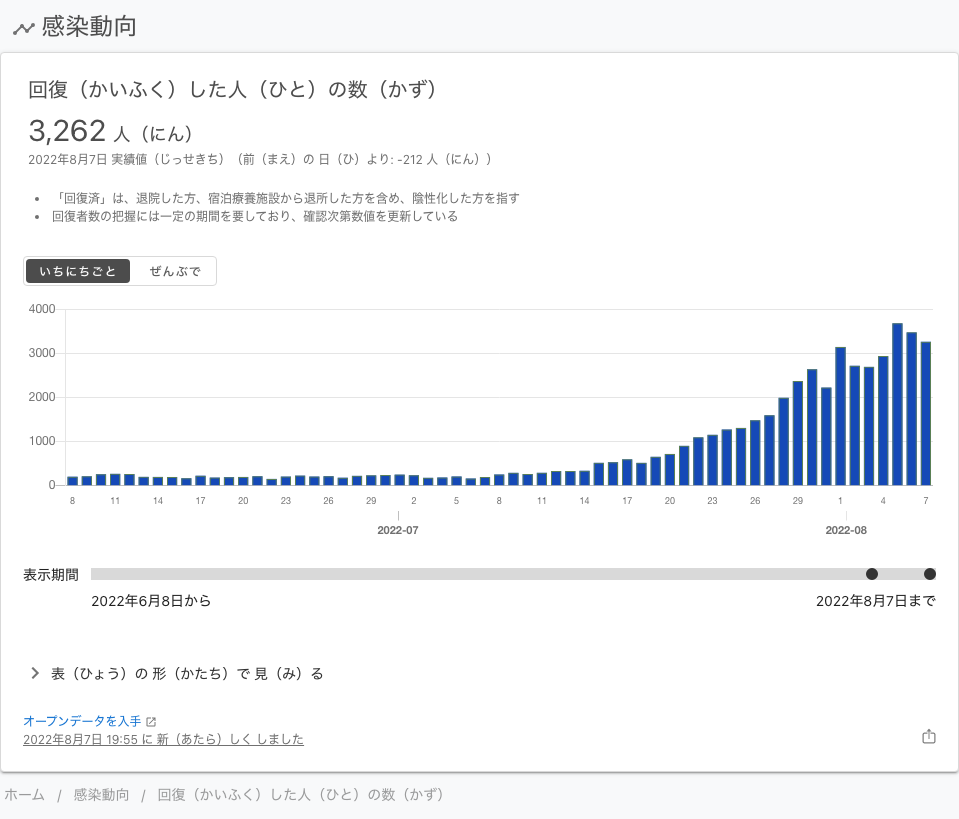 感染動向
回復（かいふく）した人（ひと）の数（かず）
3,262 人（にん）
2022年8月7日 実績値（じっせきち）（前（まえ）の 日（ひ）より: -212 人（にん））
• 「回復済」は、退院した方、宿泊療養施設から退所した方を含め、陰性化した方を指す
• 回復者数の把握には一定の期間を要しており、確認次第数値を更新している
いちにちごと ぜんぶで
4000
3000
2000
1000
0
8 11 14 17 20 23 26 29 2 5 8 11 14 17 20 23 26 29 1 4 7
2022-07 2022-08
表示期間
2022年6月8日から 2022年8月7日まで
表（ひょう）の 形（かたち）で 見（み）る
オープンデータを入手
2022年8月7日 19:55 に 新（あたら）しく しました
ホーム / 感染動向 / 回復（かいふく）した人（ひと）の数（かず）